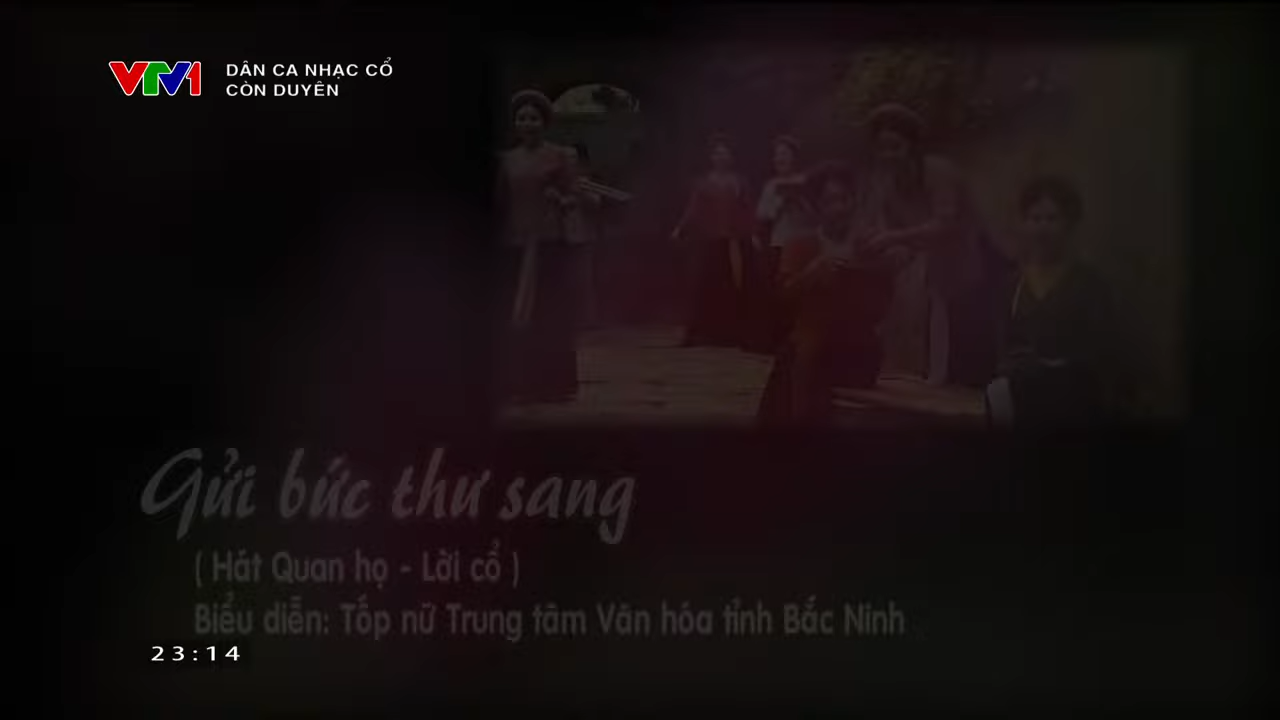 VTV1
DÂN CA NHẠC CỔ
CÒN DUYÊN
Gửi bức thư sang
( Hát Quan họ - Lời cổ )
Biểu diễn: Tốp nữ Trung tâm Văn hóa tỉnh Bắc Ninh
23:14